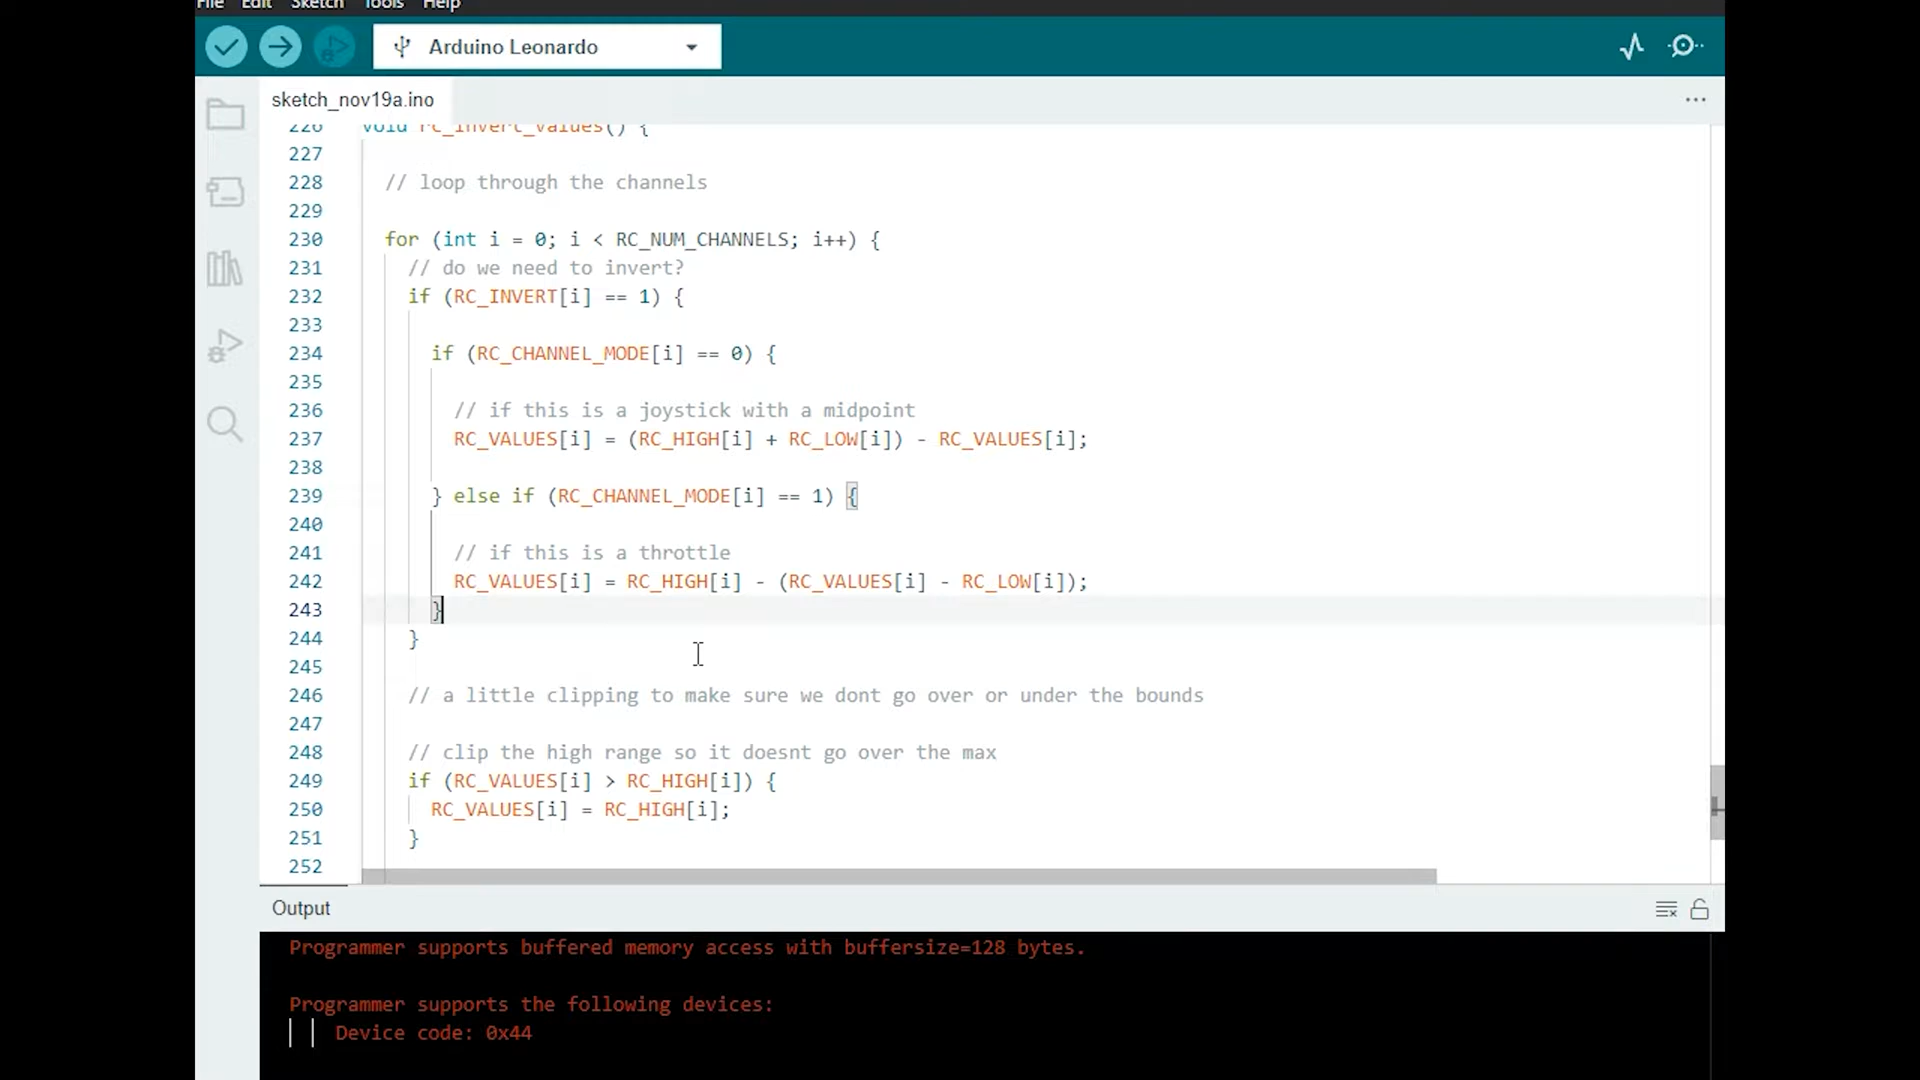 File Edit Sketch Tools Help
Arduino Leonardo
sketch_nov19a.ino
226 void rc_invert_values() {
227
228 // loop through the channels
229
230 for (int i = 0; i < RC_NUM_CHANNELS; i++) {
231 // do we need to invert?
232 if (RC_INVERT[i] == 1) {
233
234 if (RC_CHANNEL_MODE[i] == 0) {
235
236 // if this is a joystick with a midpoint
237 RC_VALUES[i] = (RC_HIGH[i] + RC_LOW[i]) - RC_VALUES[i];
238
239 } else if (RC_CHANNEL_MODE[i] == 1) {
240
241 // if this is a throttle
242 RC_VALUES[i] = RC_HIGH[i] - (RC_VALUES[i] - RC_LOW[i]);
243 }
244 }
245
246 // a little clipping to make sure we dont go over or under the bounds
247
248 // clip the high range so it doesnt go over the max
249 if (RC_VALUES[i] > RC_HIGH[i]) {
250 RC_VALUES[i] = RC_HIGH[i];
251 }
252
Output
Programmer supports buffered memory access with buffersize=128 bytes.
Programmer supports the following devices:
Device code: 0x44